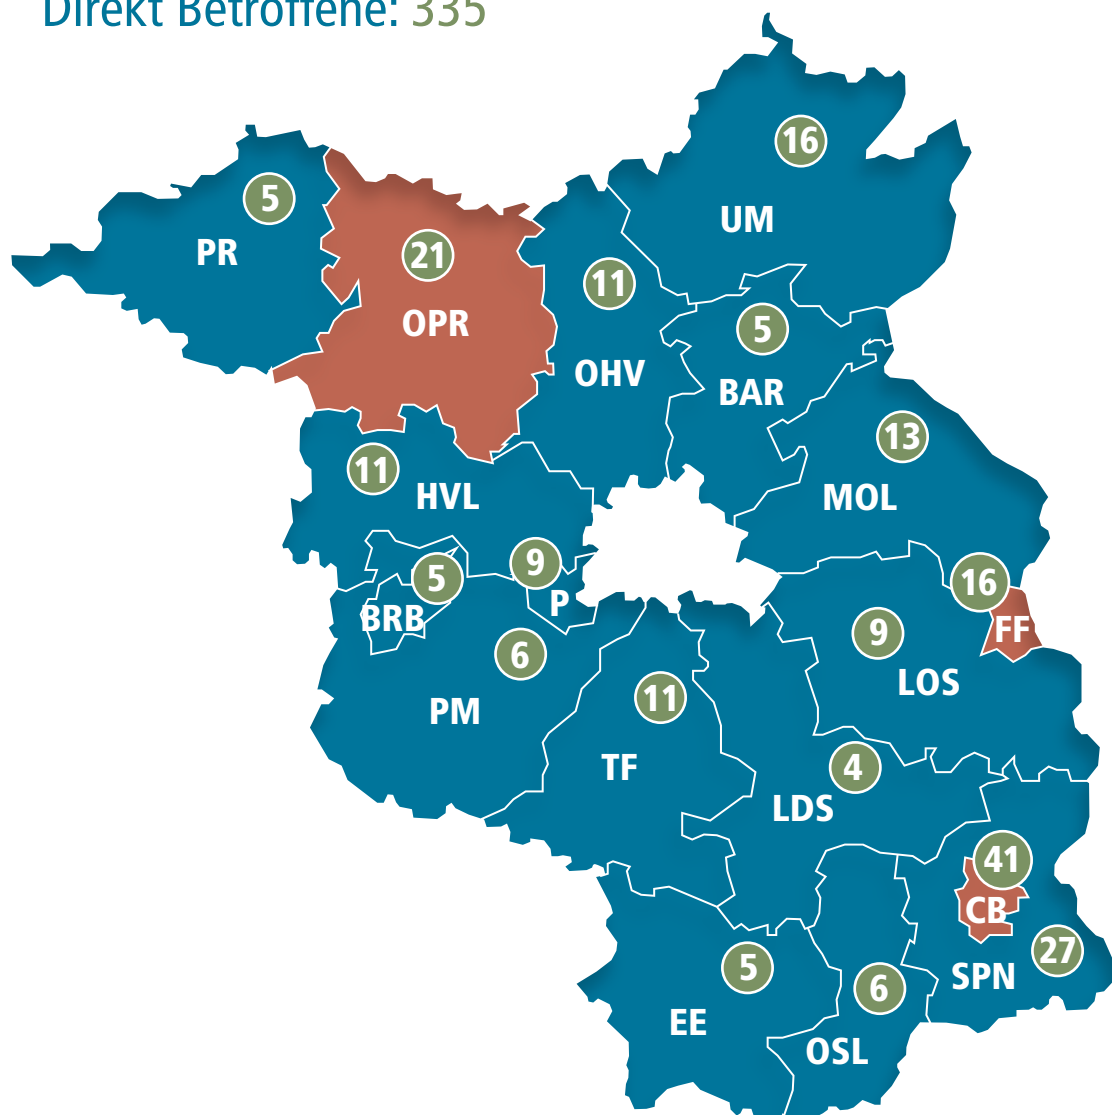 Direkt Betroffene: 335
16
UM
5
PR
21
OPR
11
OHV
5
BAR
13
MOL
11
HVL
9
P
5
BRB
16
FF
9
LOS
6
PM
11
TF
4
LDS
41
CB
27
SPN
5
EE
6
OSL